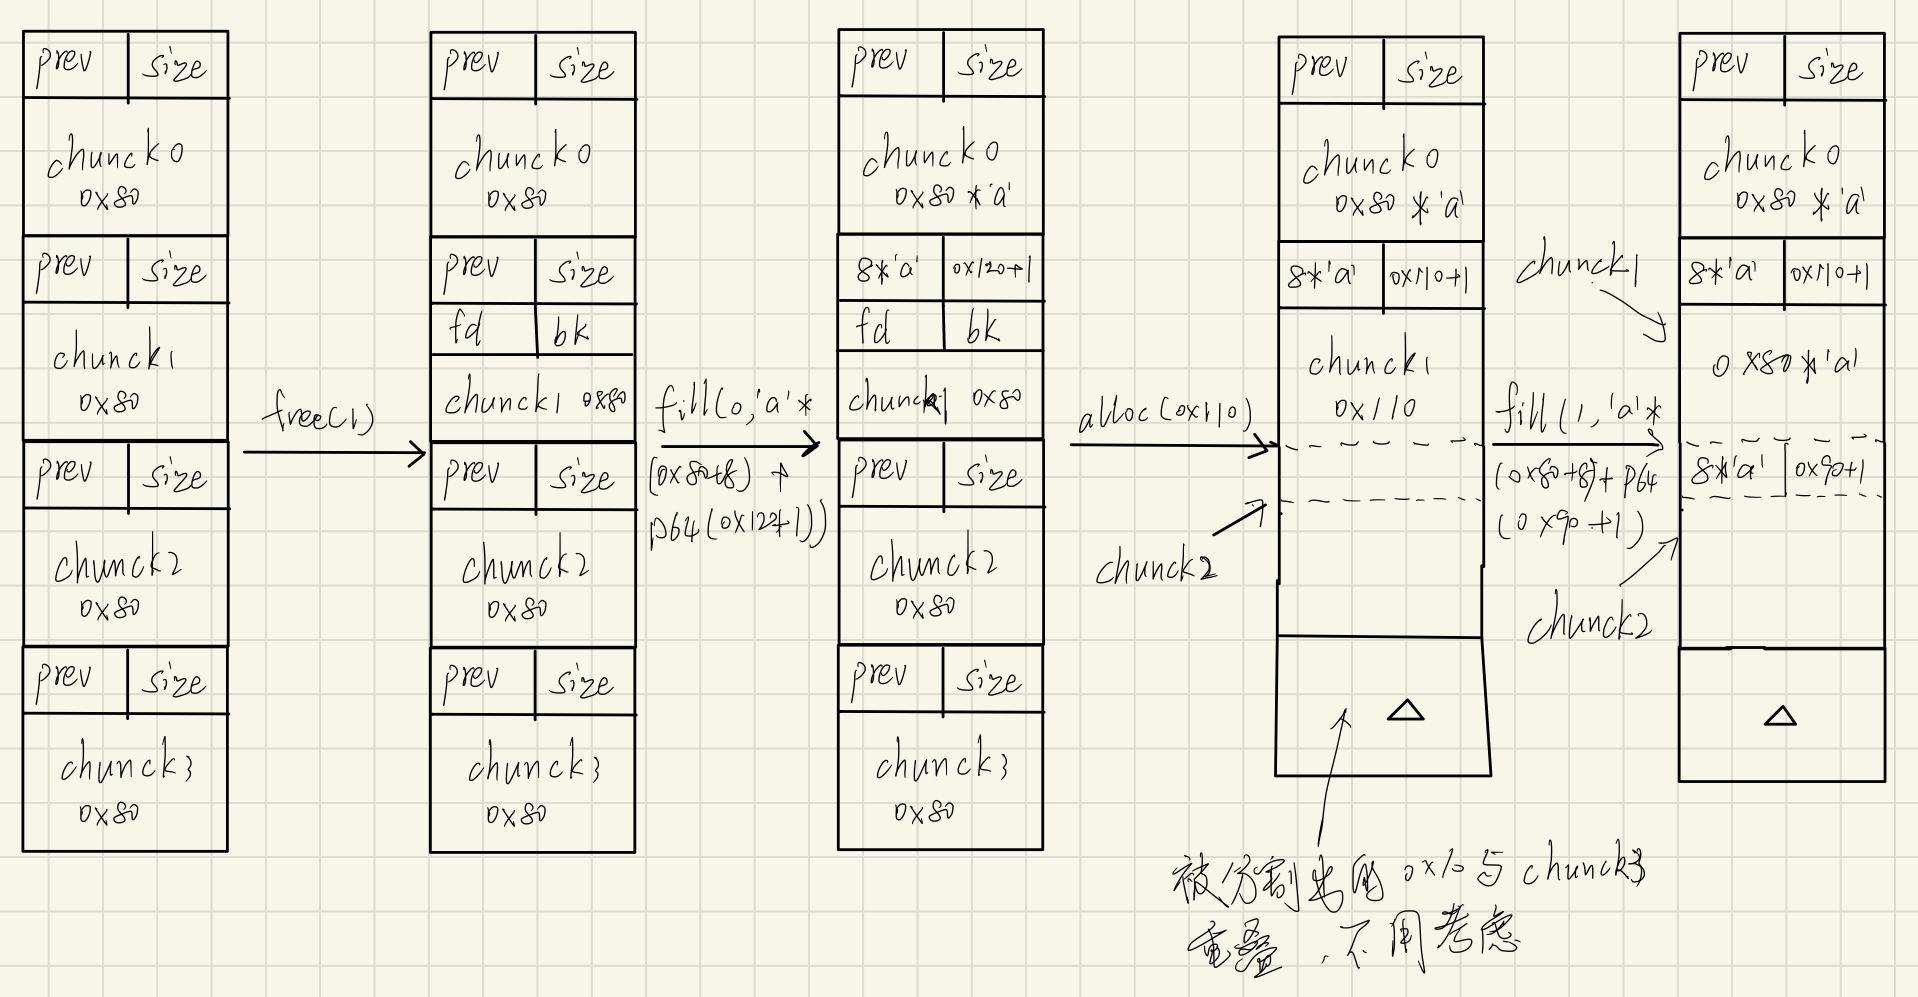 prev size
chunck0
0x80
prev size
chunck1
0x80
prev size
chunck2
0x80
prev size
chunck3
0x80
free(1)
prev size
chunck0
0x80
prev size
fd bk
chunck1 0x80
prev size
chunck2
0x80
prev size
chunck3
0x80
fill(0,'a'*
(0x80+8)+
p64(0x12+1))
prev size
chunck0
0x80*'a'
8*'a' 0x120+1
fd bk
chunck1 0x80
prev size
chunck2
0x80
prev size
chunck3
0x80
alloc(0x110)
chunck2
prev size
chunck0
0x80*'a'
8*'a' 0x110+1
chunck1
0x110
被分割出的0x10与chunck3
重叠,不用考虑
fill(1,'a'*
(0x80+8)+p64
(0x90+1)
chunck1
chunck2
prev size
chunck0
0x80*'a'
8*'a' 0x110+1
0x80*'a'
8*'a' 0x90+1